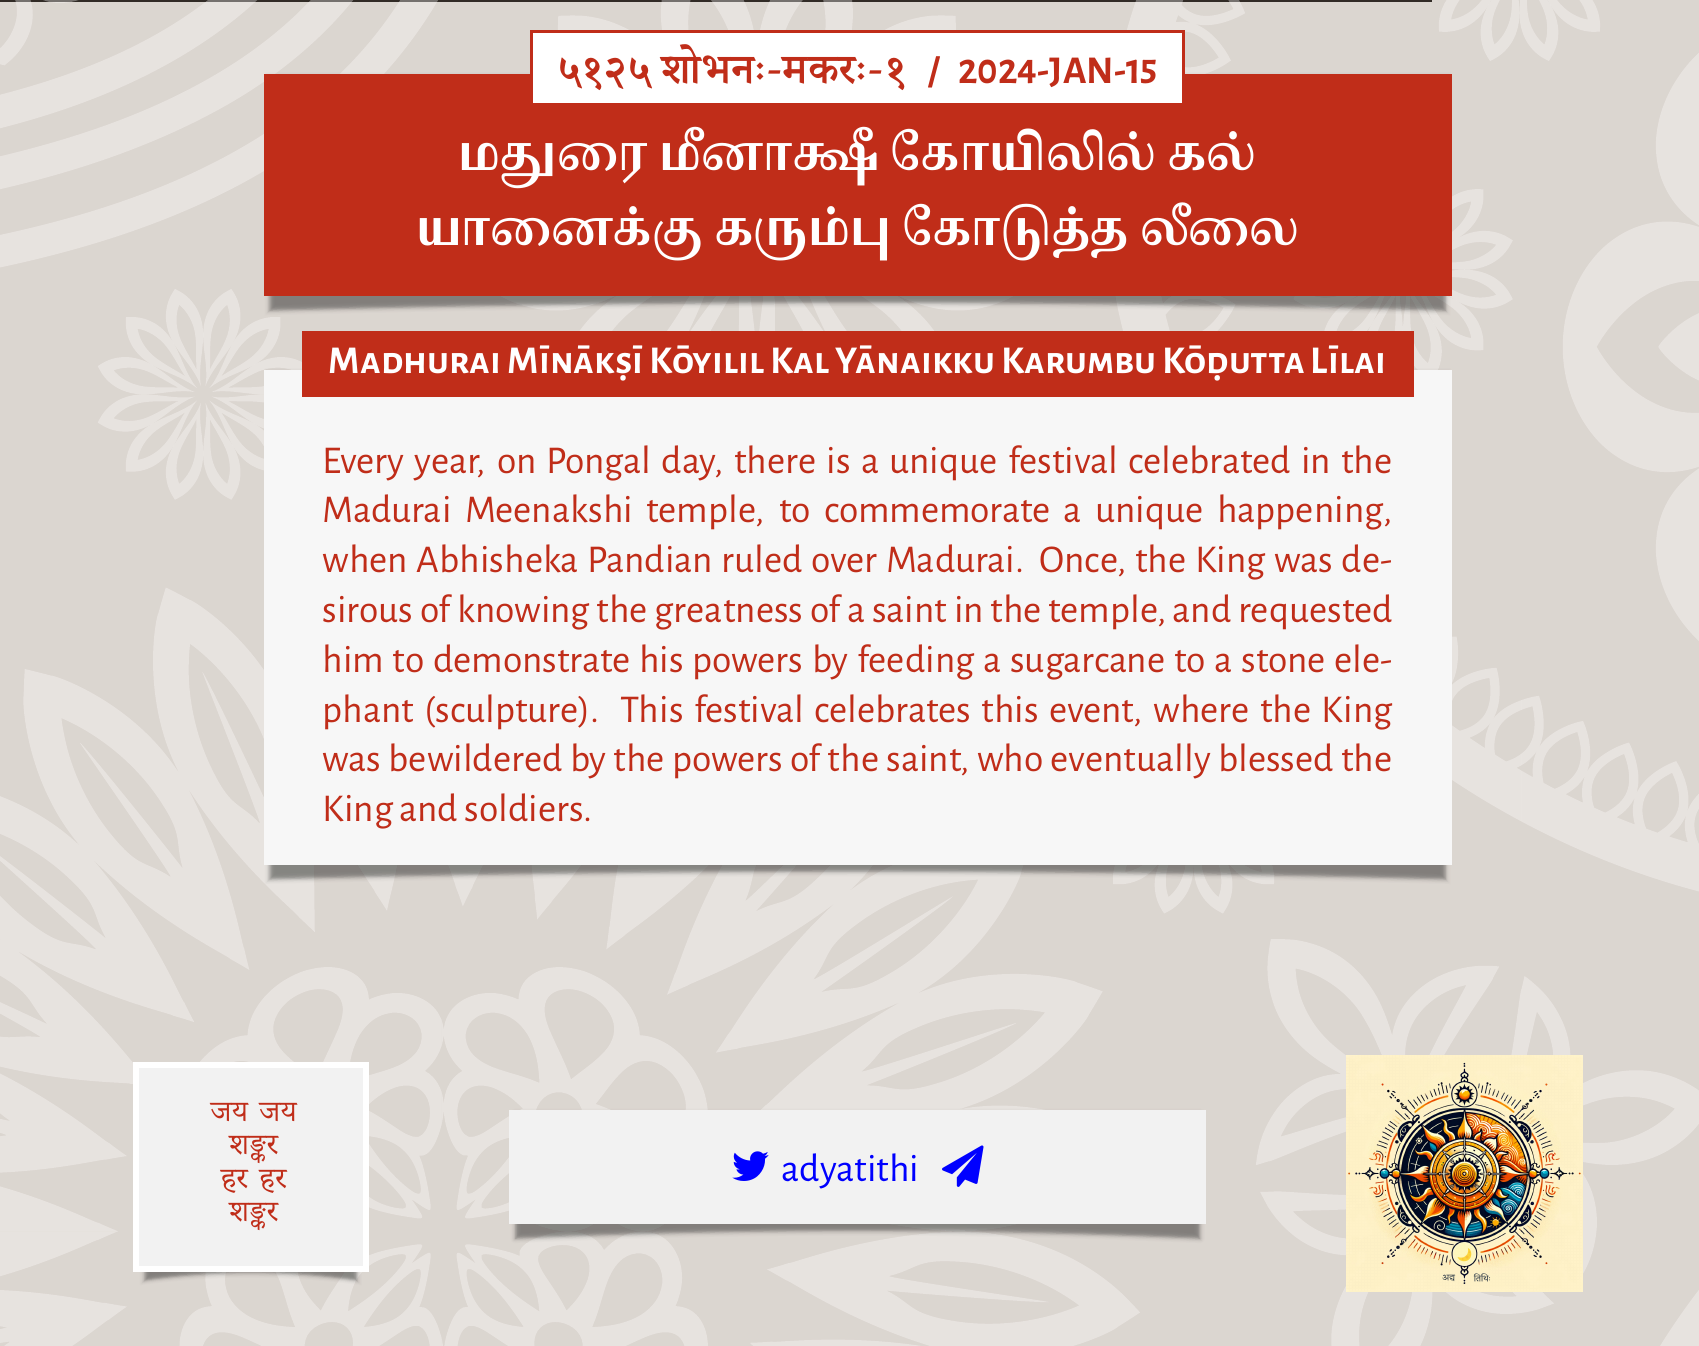 ५१२५ शोभनः-मकरः-१ / 2024-JAN-15
மதுரை மீனாக்ஷீ கோயிலில் கல்
யானைக்கு கரும்பு கோடுத்த லீலை
MADHURAI MĪNĀKṢĪ KŌYILIL KAL YĀNAIKKU KARUMBU KŌḌUTTA LĪLAI
Every year, on Pongal day, there is a unique festival celebrated in the
Madurai Meenakshi temple, to commemorate a unique happening,
when Abhisheka Pandian ruled over Madurai. Once, the King was de-
sirous of knowing the greatness of a saint in the temple, and requested
him to demonstrate his powers by feeding a sugarcane to a stone ele-
phant (sculpture). This festival celebrates this event, where the King
was bewildered by the powers of the saint, who eventually blessed the
King and soldiers.
जय जय
शङ्कर
हर हर
शङ्कर
adyatithi
अद्य तिथिः